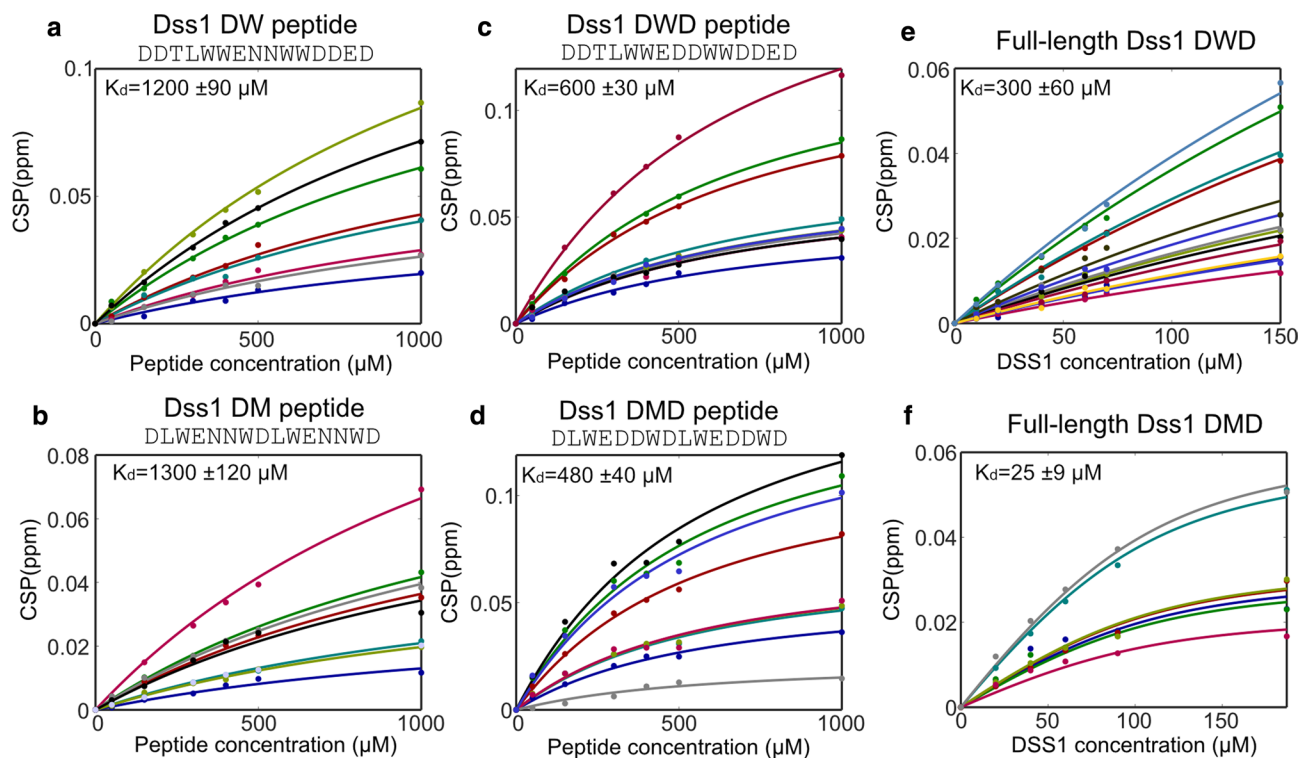 a
Dss1 DW peptide
DDTLWWENNWWDDED
Kd=1200 ±90 µM
CSP(ppm)
0.1
0.05
0
0
500
1000
Peptide concentration (µM)
c
Dss1 DWD peptide
DDTLWWEDDWWDDED
Kd=600 ±30 µM
CSP(ppm)
0.1
0.05
0
0
500
1000
Peptide concentration (µM)
e
Full-length Dss1 DWD
Kd=300 ±60 µM
CSP(ppm)
0.06
0.04
0.02
0
0
50
100
150
DSS1 concentration (µM)
b
Dss1 DM peptide
DLWENNWDLWENNWD
Kd=1300 ±120 µM
CSP(ppm)
0.08
0.06
0.04
0.02
0
0
500
1000
Peptide concentration (µM)
d
Dss1 DMD peptide
DLWEDDWDLWEDDWD
Kd=480 ±40 µM
CSP(ppm)
0.1
0.05
0
0
500
1000
Peptide concentration (µM)
f
Full-length Dss1 DMD
Kd=25 ±9 µM
CSP(ppm)
0.06
0.04
0.02
0
0
50
100
150
DSS1 concentration (µM)